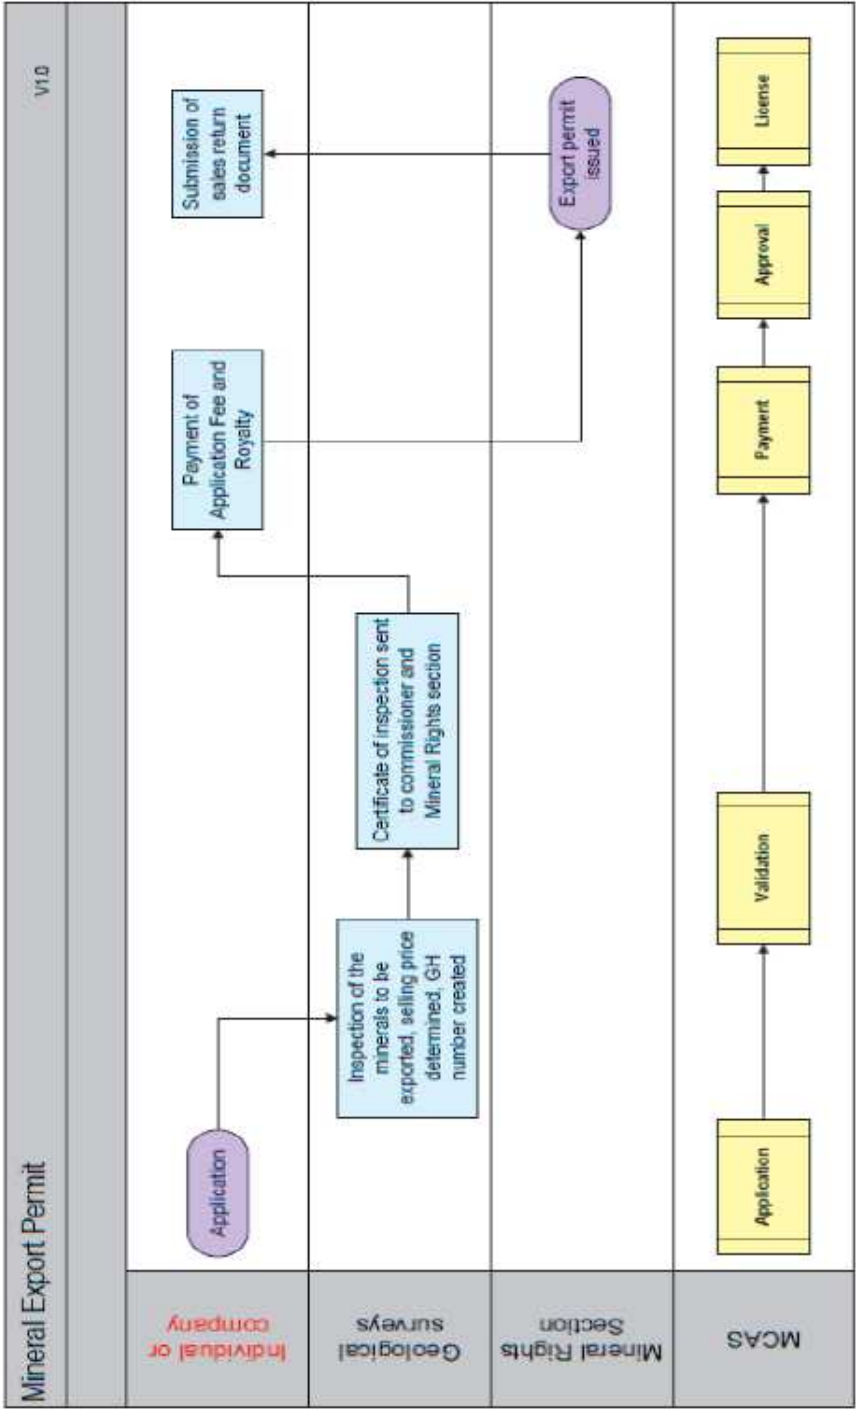 Mineral Export Permit
V1.0
Individual or
company
Application
Payment of
Application Fee and
Royalty
Submission of
sales return
document
Geological
surveys
Inspection of the
minerals to be
exported, selling price
determined, GH
number created
Certificate of inspection sent
to commissioner and
Mineral Rights section
Mineral Rights
Section
Export permit
issued
MCAS
Application
Validation
Payment
Approval
License